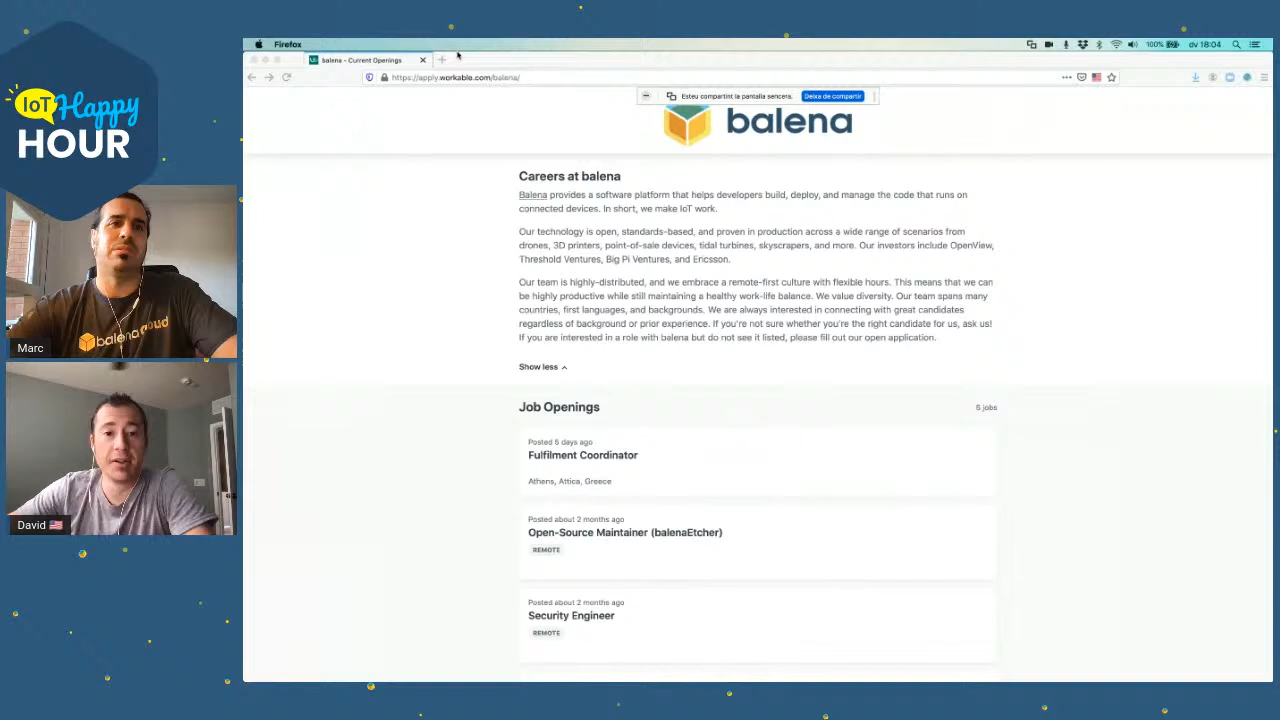 Firefox
100%
dv 18:04
balena - Current Openings
https://apply.workable.com/balena/
Esteu compartint la pantalla sencera.
Deixa de compartir
IoT Happy
HOUR
balena
Careers at balena
Balena provides a software platform that helps developers build, deploy, and manage the code that runs on
connected devices. In short, we make IoT work.
Our technology is open, standards-based, and proven in production across a wide range of scenarios from
drones, 3D printers, point-of-sale devices, tidal turbines, skyscrapers, and more. Our investors include OpenView,
Threshold Ventures, Big Pi Ventures, and Ericsson.
Our team is highly-distributed, and we embrace a remote-first culture with flexible hours. This means that we can
be highly productive while still maintaining a healthy work-life balance. We value diversity. Our team spans many
countries, first languages, and backgrounds. We are always interested in connecting with great candidates
regardless of background or prior experience. If you're not sure whether you're the right candidate for us, ask us!
If you are interested in a role with balena but do not see it listed, please fill out our open application.
Show less
Job Openings
5 jobs
Posted 5 days ago
Fulfilment Coordinator
Athens, Attica, Greece
Posted about 2 months ago
Open-Source Maintainer (balenaEtcher)
REMOTE
Posted about 2 months ago
Security Engineer
REMOTE
balenaCloud
Marc
David